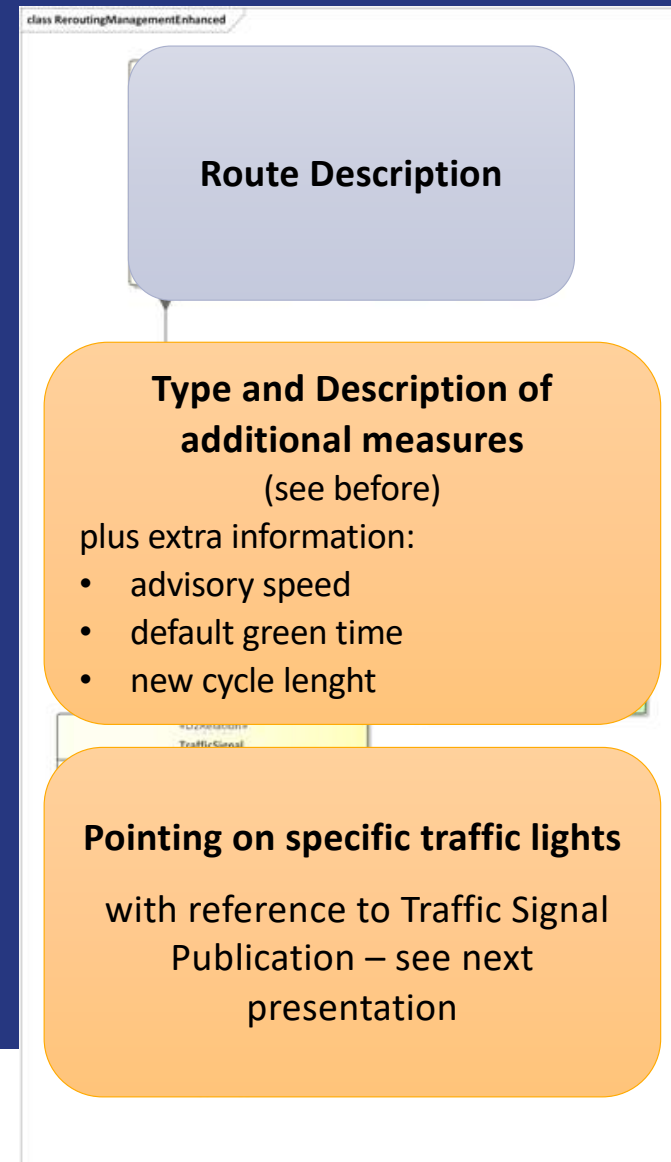 class ReroutingManagementEnhanced
Route Description
Type and Description of
additional measures
(see before)
plus extra information:
• advisory speed
• default green time
• new cycle lenght
TrafficSignal
Pointing on specific traffic lights
with reference to Traffic Signal
Publication – see next
presentation